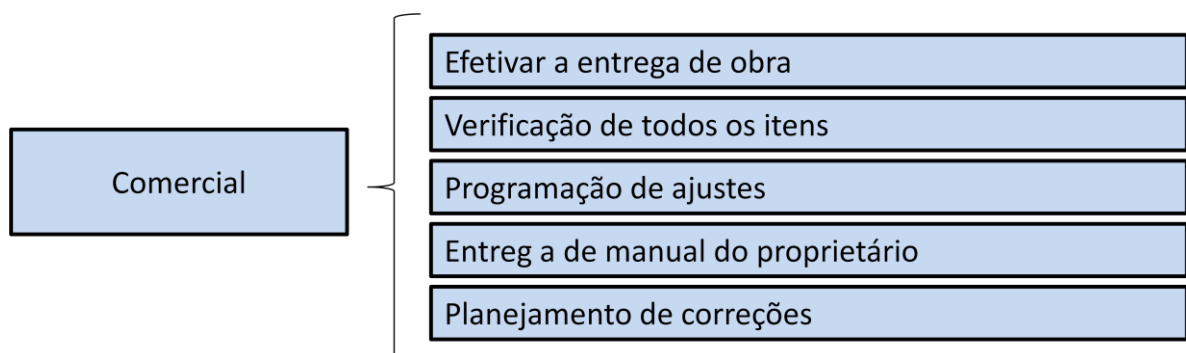 Comercial
Efetivar a entrega de obra
Verificação de todos os itens
Programação de ajustes
Entreg a de manual do proprietário
Planejamento de correções